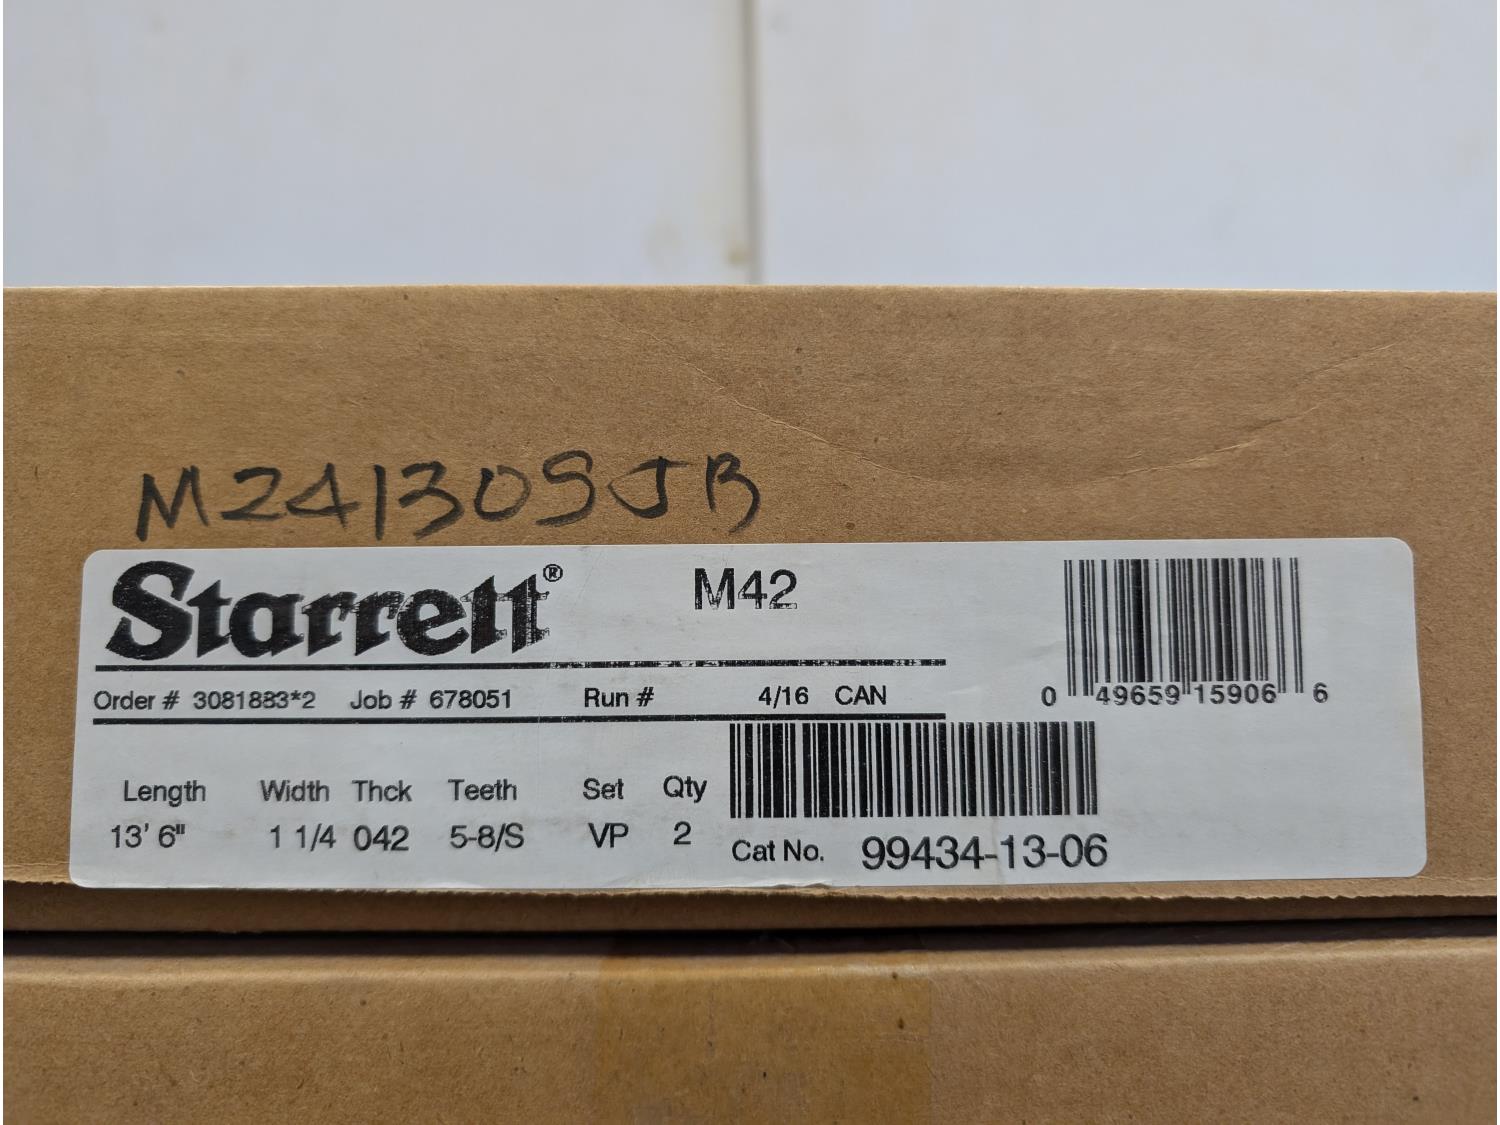 M24130SJB
Starrett® M42
Order # 3081883*2 Job # 678051 Run # 4/16 CAN
0 49659 15906 6
Length Width Thck Teeth Set Qty
13' 6" 1 1/4 042 5-8/S VP 2
Cat No. 99434-13-06